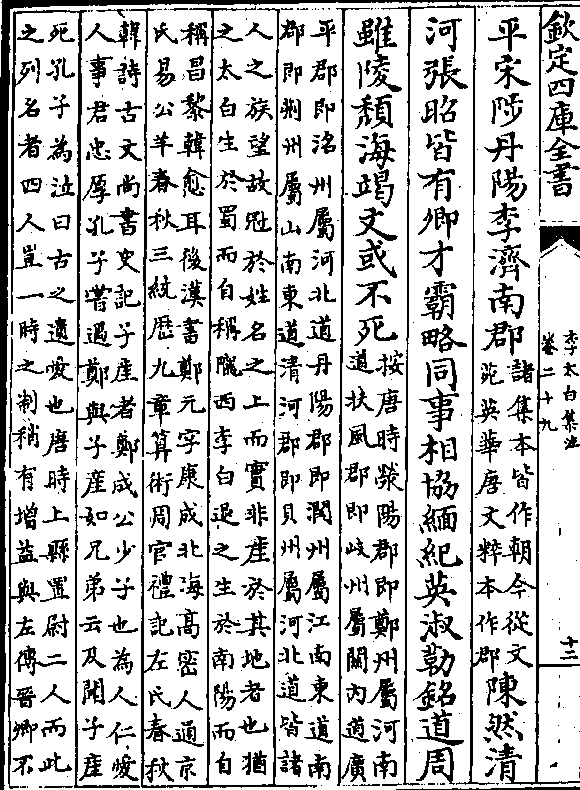 欽定四庫全書
李太白集注
卷二十九
十二
平宋陟丹陽李濟南郡
諸集本皆作朝今從文
苑英華唐文粹本作郡
陳然清
河張昭皆有卿才霸略同事相協緬紀英淑勒銘道周
雖陵頹海竭文或不死
按唐時滎陽郡即鄭州屬河南
道扶風郡即岐州屬關内道廣
平郡即洺州屬河北道丹陽郡即潤州屬江南東道南
郡即荆州屬山南東道清河郡即貝州屬河北道皆諸
人之族望故冠於姓名之上而實非產於其地者也猶
之太白生於蜀而自稱隴西李白退之生於南陽而自
稱昌黎韓愈耳後漢書鄭元字康成北海高密人通京
氏易公羊春秋三統歷九章算術周官禮記左氏春秋
韓詩古文尚書史記子產者鄭成公少子也為人仁愛
人事君忠厚孔子嘗過鄭與子產如兄弟云及聞子產
死孔子為泣曰古之遺愛也唐時上縣置尉二人而此
之列名者四人豈一時之制稍有增益與左傳晉卿不